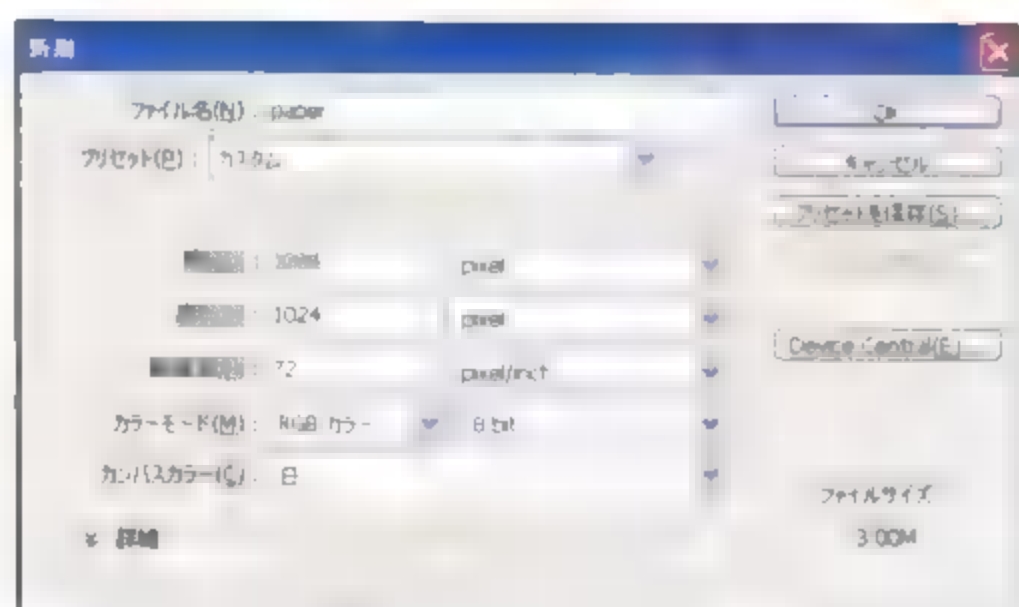 新規
ファイル名(N): paper
プリセット(P): カスタム
: 1024 pixel
: 72 pixel/inch
カラーモード(M): RGB カラー 8 bit
カンバスカラー(C): 白
詳細
OK
キャンセル
プリセットを保存(S)
Device Central(E)
ファイルサイズ
3.00M